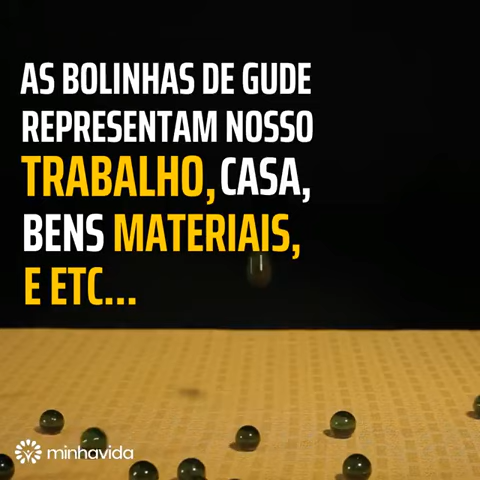 AS BOLINHAS DE GUDE
REPRESENTAM NOSSO
TRABALHO, CASA,
BENS MATERIAIS,
E ETC...
minhavida